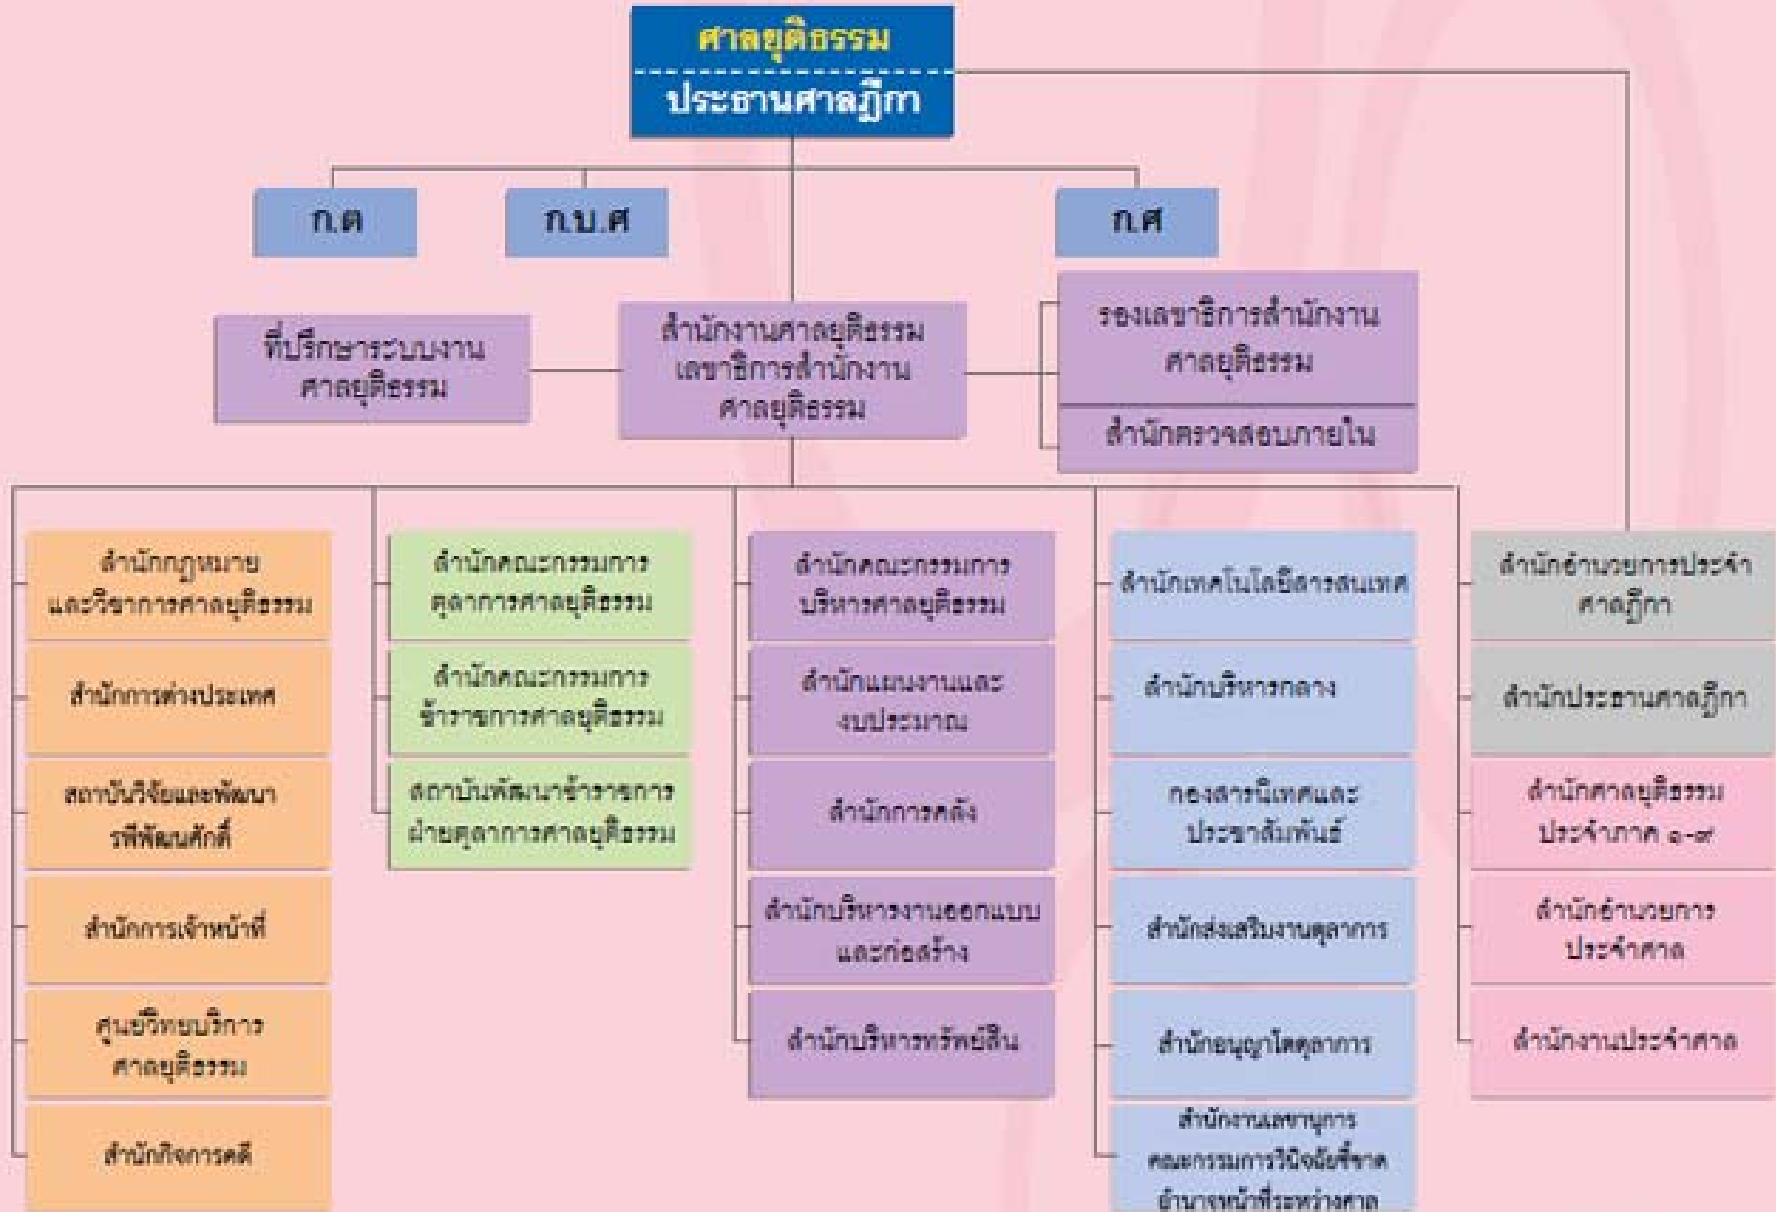 ศาลยุติธรรม
ประธานศาลฎีกา
ก.ต
ก.บ.ศ
ก.ศ
ที่ปรึกษาระบบงาน
ศาลยุติธรรม
สำนักงานศาลยุติธรรม
เลขาธิการสำนักงาน
ศาลยุติธรรม
รองเลขาธิการสำนักงาน
ศาลยุติธรรม
สำนักตรวจสอบภายใน
สำนักกฎหมาย
และวิชาการศาลยุติธรรม
สำนักการต่างประเทศ
สถาบันวิจัยและพัฒนา
รพีพัฒนศักดิ์
สำนักการเจ้าหน้าที่
ศูนย์วิทยบริการ
ศาลยุติธรรม
สำนักกิจการคดี
สำนักคณะกรรมการ
ตุลาการศาลยุติธรรม
สำนักคณะกรรมการ
ข้าราชการศาลยุติธรรม
สถาบันพัฒนาข้าราชการ
ฝ่ายตุลาการศาลยุติธรรม
สำนักคณะกรรมการ
บริหารศาลยุติธรรม
สำนักแผนงานและ
งบประมาณ
สำนักการคลัง
สำนักบริหารงานออกแบบ
และก่อสร้าง
สำนักบริหารทรัพย์สิน
สำนักเทคโนโลยีสารสนเทศ
สำนักบริหารกลาง
กองสารนิเทศและ
ประชาสัมพันธ์
สำนักส่งเสริมงานตุลาการ
สำนักอนุญาโตตุลาการ
สำนักงานเลขานุการ
คณะกรรมการวินิจฉัยชี้ขาด
อำนาจหน้าที่ระหว่างศาล
สำนักอำนวยการประจำ
ศาลฎีกา
สำนักประธานศาลฎีกา
สำนักศาลยุติธรรม
ประจำภาค ๑-๙
สำนักอำนวยการ
ประจำศาล
สำนักงานประจำศาล